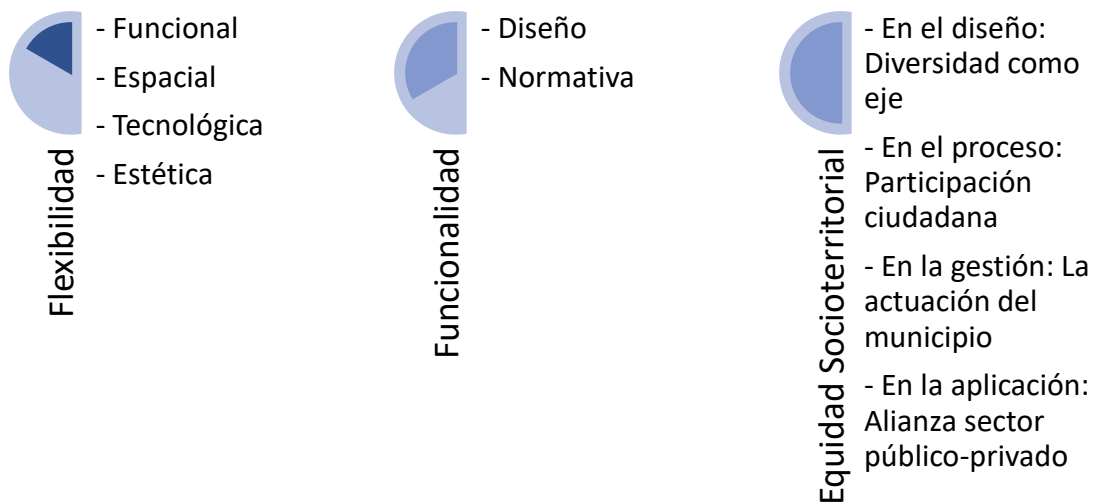 Flexibilidad
- Funcional
- Espacial
- Tecnológica
- Estética
Funcionalidad
- Diseño
- Normativa
Equidad Socioterritorial
- En el diseño:
Diversidad como
eje
- En el proceso:
Participación
ciudadana
- En la gestión: La
actuación del
municipio
- En la aplicación:
Alianza sector
público-privado